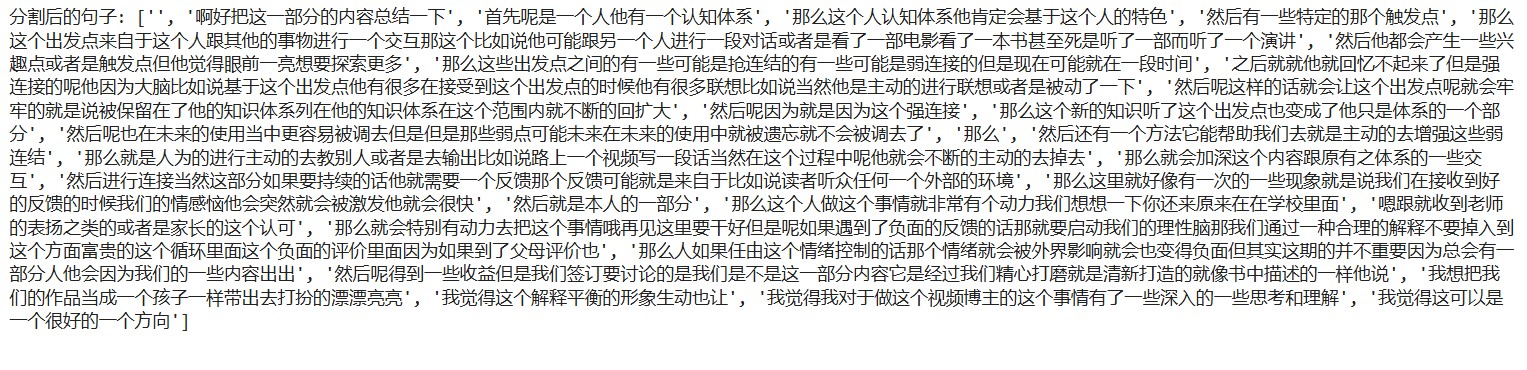 分割后的句子: ['', '啊好把这一部分的内容总结一下', '首先呢是一个人他有一个认知体系', '那么这个人认知体系他肯定会基于这个人的特色', '然后有一些特定的那个触发点', '那么
这个出发点来自于这个人跟其他的事物进行一个交互那这个比如说他可能跟另一个人进行一段对话或者是看了一部电影看了一本书甚至死是听了一部而听了一个演讲', '然后他都会产生一些兴
趣点或者是触发点但他觉得眼前一亮想要探索更多', '那么这些出发点之间的有一些可能是抢连结的有一些可能是弱连接的但是现在可能就在一段时间', '之后就就他就回忆不起来了但是强
连接的呢他因为大脑比如说基于这个出发点他有很多在接受到这个出发点的时候他有很多联想比如说当然他是主动的进行联想或者是被动了一下', '然后呢这样的话就会让这个出发点呢就会牢
牢的就是说被保留在了他的知识体系列在他的知识体系在这个范围内就不断的回扩大', '然后呢因为就是因为这个强连接', '那么这个新的知识听了这个出发点也变成了他只是体系的一个部
分', '然后呢也在未来的使用当中更容易被调去但是但是那些弱点可能未来在未来的使用中就被遗忘就不会被调去了', '那么', '然后还有一个方法它能帮助我们去就是主动的去增强这些弱
连结', '那么就是人为的进行主动的去教别人或者是去输出比如说路上一个视频写一段话当然在这个过程中呢他就会不断的主动的去掉去', '那么就会加深这个内容跟原有之体系的一些交
互', '然后进行连接当然这部分如果要持续的话他就需要一个反馈那个反馈可能就是来自于比如说读者听众任何一个外部的环境', '那么这里就好像有一次的一些现象就是说我们在接收到好
的反馈的时候我们的情感恼他会突然就会被激发他就会很快', '然后就是本人的一部分', '那么这个人做这个事情就非常有个动力我们想想一下你还来原来在在学校里面', '嗯跟就收到老师
的表扬之类的或者是家长的这个认可', '那么就会特别有动力去把这个事情哦再见这里要干好但是呢如果遇到了负面的反馈的话那就要启动我们的理性脑那我们通过一种合理的解释不要掉入到
这个方面富贵的这个循环里面这个负面的评价里面因为如果到了父母评价也', '那么人如果任由这个情绪控制的话那个情绪就会被外界影响就会也变得负面但其实这期的并不重要因为总会有一
部分人他会因为我们的一些内容出出', '然后呢得到一些收益但是我们签订要讨论的是我们是不是这一部分内容它是经过我们精心打磨就是清新打造的就像书中描述的一样他说', '我想把我
们的作品当成一个孩子一样带出去打扮的漂漂亮亮', '我觉得这个解释平衡的形象生动也让', '我觉得我对于做这个视频博主的这个事情有了一些深入的一些思考和理解', '我觉得这可以是
一个很好的一个方向']